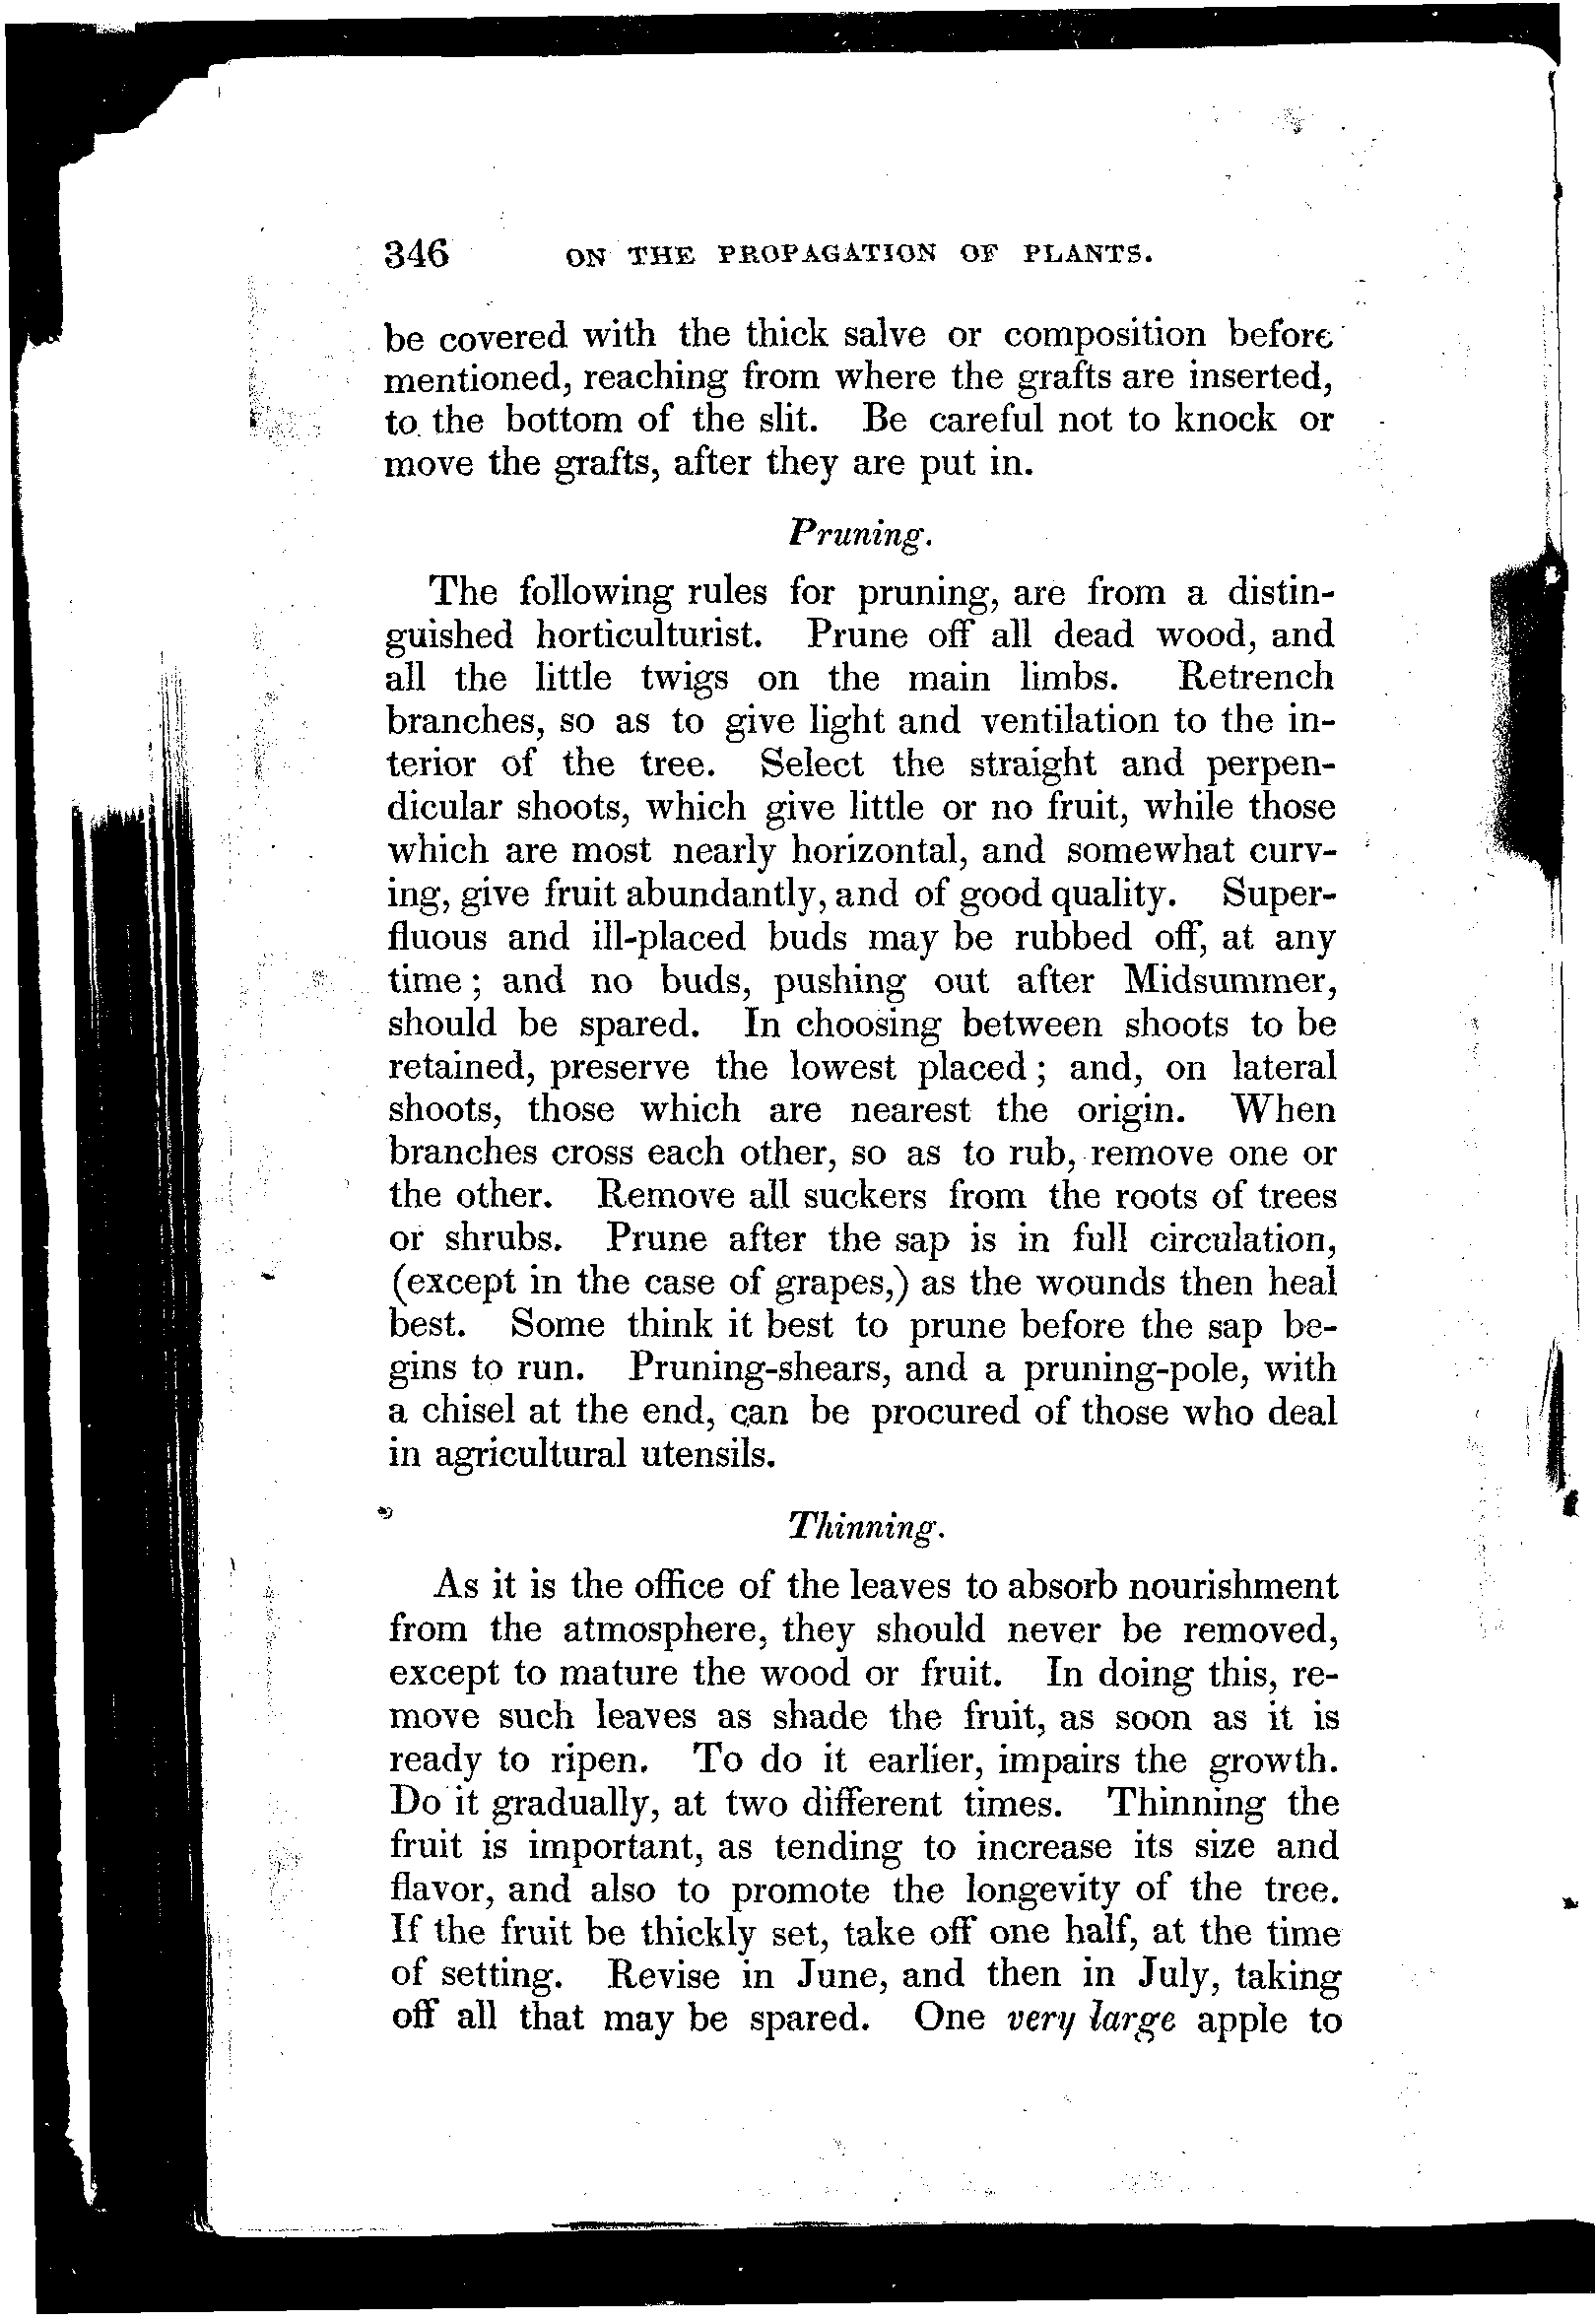 346 ON THE PROPAGATION OF PLANTS.
be covered with the thick salve or composition before
mentioned, reaching from where the grafts are inserted,
to the bottom of the slit. Be careful not to knock or
move the grafts, after they are put in.
Pruning.
The following rules for pruning, are from a distin-
guished horticulturist. Prune off all dead wood, and
all the little twigs on the main limbs. Retrench
branches, so as to give light and ventilation to the in-
terior of the tree. Select the straight and perpen-
dicular shoots, which give little or no fruit, while those
which are most nearly horizontal, and somewhat curv-
ing, give fruit abundantly, and of good quality. Super-
fluous and ill-placed buds may be rubbed off, at any
time; and no buds, pushing out after Midsummer,
should be spared. In choosing between shoots to be
retained, preserve the lowest placed; and, on lateral
shoots, those which are nearest the origin. When
branches cross each other, so as to rub, remove one or
the other. Remove all suckers from the roots of trees
or shrubs. Prune after the sap is in full circulation,
(except in the case of grapes,) as the wounds then heal
best. Some think it best to prune before the sap be-
gins to run. Pruning-shears, and a pruning-pole, with
a chisel at the end, can be procured of those who deal
in agricultural utensils.
Thinning.
As it is the office of the leaves to absorb nourishment
from the atmosphere, they should never be removed,
except to mature the wood or fruit. In doing this, re-
move such leaves as shade the fruit, as soon as it is
ready to ripen. To do it earlier, impairs the growth.
Do it gradually, at two different times. Thinning the
fruit is important, as tending to increase its size and
flavor, and also to promote the longevity of the tree.
If the fruit be thickly set, take off one half, at the time
of setting. Revise in June, and then in July, taking
off all that may be spared. One very large apple to